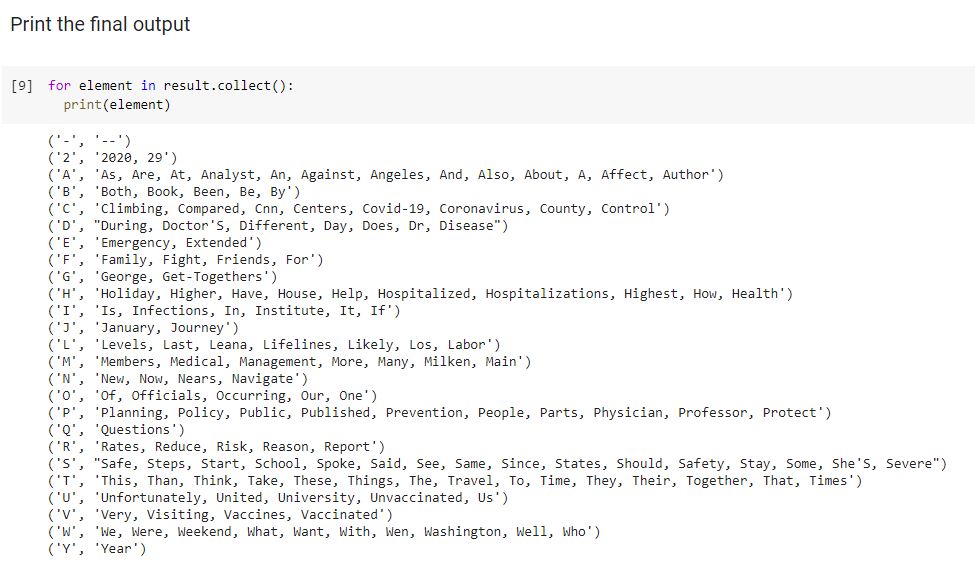 Print the final output
[9] for element in result.collect():
print(element)
('-', '--')
('2', '2020, 29')
('A', 'As, Are, At, Analyst, An, Against, Angeles, And, Also, About, A, Affect, Author')
('B', 'Both, Book, Been, Be, By')
('C', 'Climbing, Compared, Cnn, Centers, Covid-19, Coronavirus, County, Control')
('D', "During, Doctor'S, Different, Day, Does, Dr, Disease")
('E', 'Emergency, Extended')
('F', 'Family, Fight, Friends, For')
('G', 'George, Get-Togethers')
('H', 'Holiday, Higher, Have, House, Help, Hospitalized, Hospitalizations, Highest, How, Health')
('I', 'Is, Infections, In, Institute, It, If')
('J', 'January, Journey')
('L', 'Levels, Last, Leana, Lifelines, Likely, Los, Labor')
('M', 'Members, Medical, Management, More, Many, Milken, Main')
('N', 'New, Now, Nears, Navigate')
('O', 'Of, Officials, Occurring, Our, One')
('P', 'Planning, Policy, Public, Published, Prevention, People, Parts, Physician, Professor, Protect')
('Q', 'Questions')
('R', 'Rates, Reduce, Risk, Reason, Report')
('S', "Safe, Steps, Start, School, Spoke, Said, See, Same, Since, States, Should, Safety, Stay, Some, She'S, Severe")
('T', 'This, Than, Think, Take, These, Things, The, Travel, To, Time, They, Their, Together, That, Times')
('U', 'Unfortunately, United, University, Unvaccinated, Us')
('V', 'Very, Visiting, Vaccines, Vaccinated')
('W', 'We, Were, Weekend, What, Want, With, Wen, Washington, Well, Who')
('Y', 'Year')